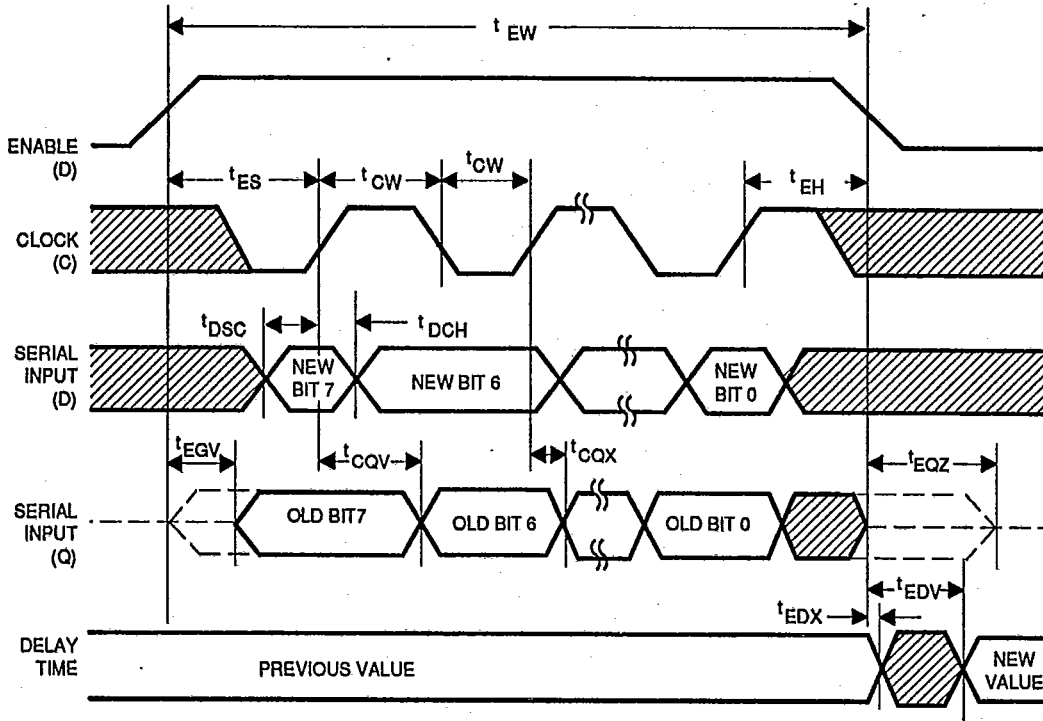 t EW
ENABLE
(D)
t ES
t CW
t CW
t EH
CLOCK
(C)
t DSC
t DCH
SERIAL
INPUT
(D)
NEW
BIT 7
NEW BIT 6
NEW
BIT 0
t EGV
t CQV
t CQX
t EQZ
SERIAL
INPUT
(Q)
OLD BIT7
OLD BIT 6
OLD BIT 0
t EDV
t EDX
DELAY
TIME
PREVIOUS VALUE
NEW
VALUE